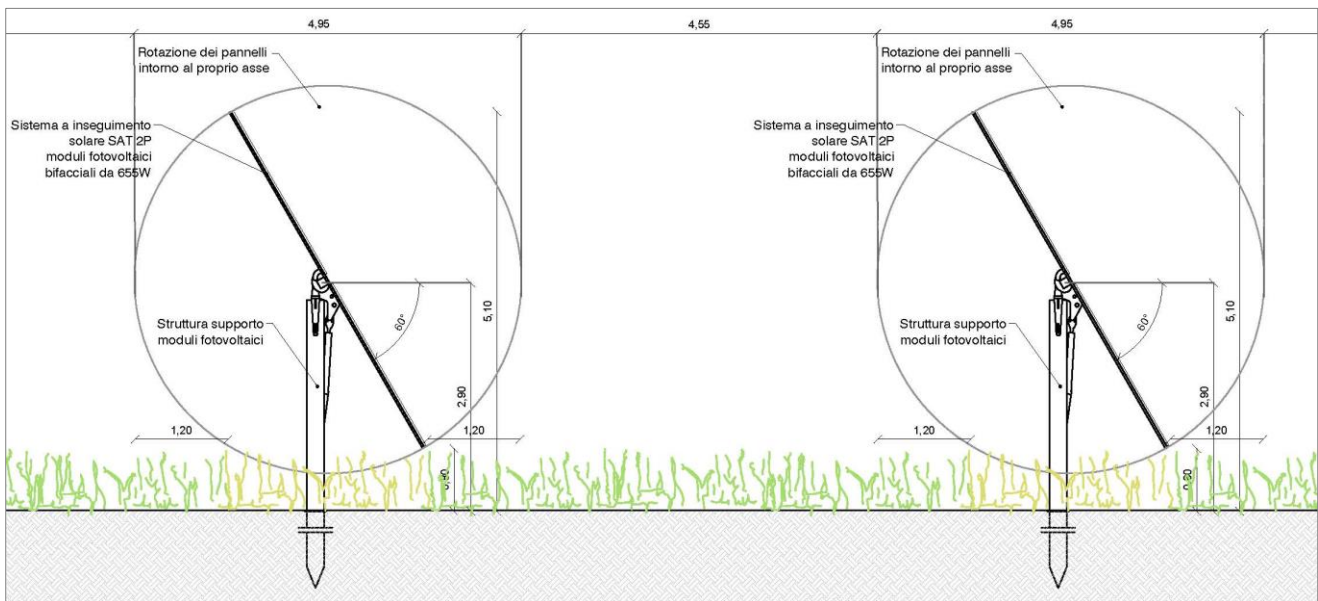 4,95
4,55
4,95
Rotazione dei pannelli
intorno al proprio asse
Sistema a inseguimento
solare SAT 2P
moduli fotovoltaici
bifacciali da 655W
60°
5,10
Struttura supporto
moduli fotovoltaici
2,90
1,20
1,20
Rotazione dei pannelli
intorno al proprio asse
Sistema a inseguimento
solare SAT 2P
moduli fotovoltaici
bifacciali da 655W
60°
5,10
Struttura supporto
moduli fotovoltaici
2,90
1,20
1,20